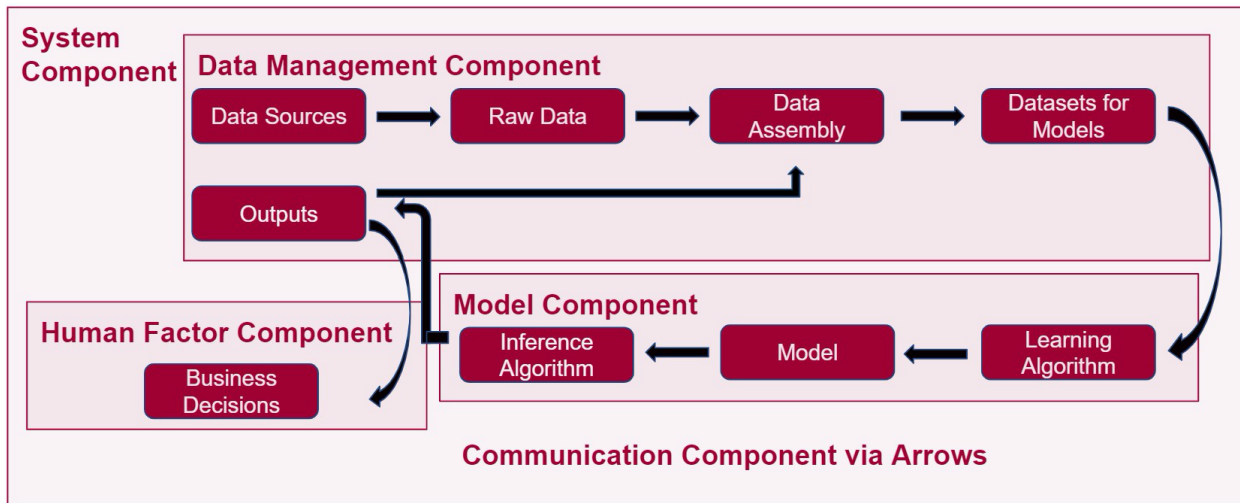 System
Component
Data Management Component
Data Sources
Raw Data
Data
Assembly
Datasets for
Models
Outputs
Model Component
Human Factor Component
Inference
Algorithm
Model
Learning
Algorithm
Business
Decisions
Communication Component via Arrows